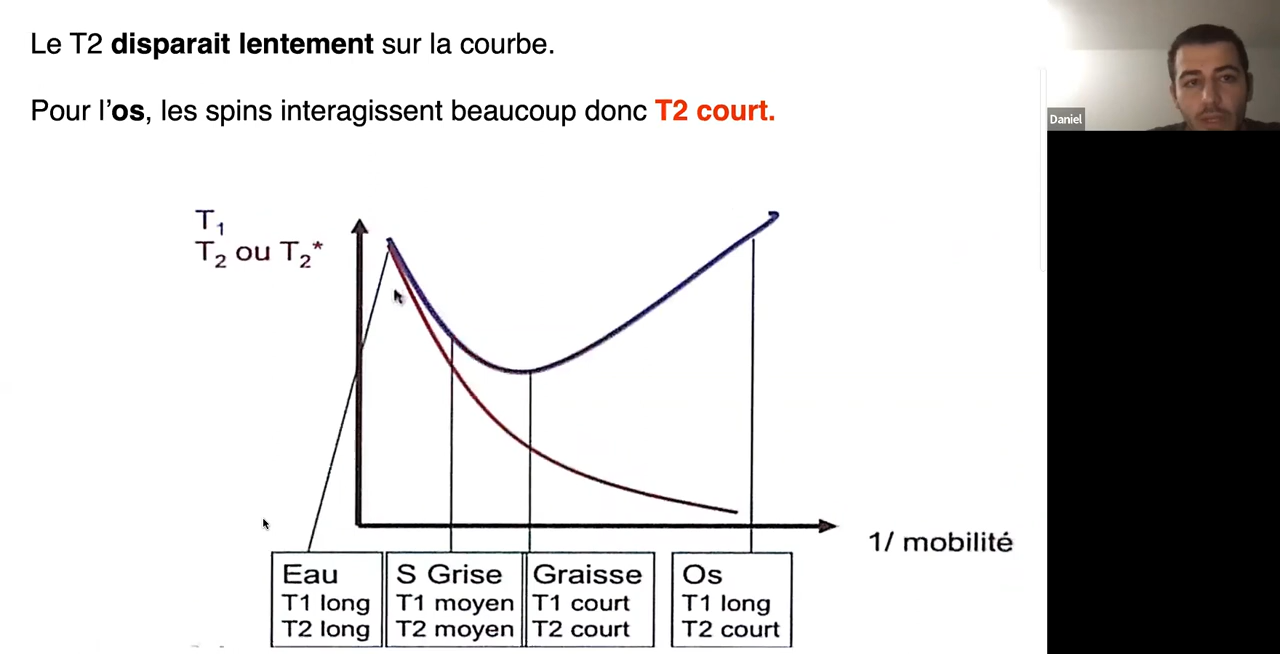 Le T2 disparait lentement sur la courbe.
Pour l'os, les spins interagissent beaucoup donc T2 court.
Daniel
T₁
T₂ ou T₂*
1/ mobilité
Eau
T1 long
T2 long
S Grise
T1 moyen
T2 moyen
Graisse
T1 court
T2 court
Os
T1 long
T2 court